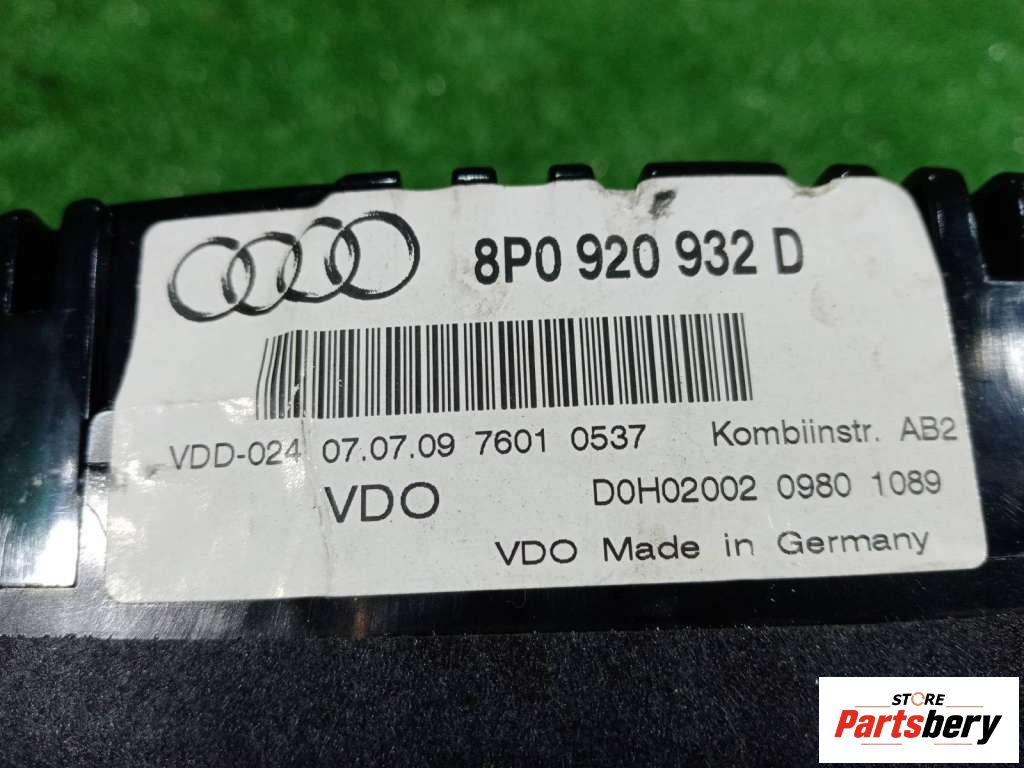 8P0 920 932 D
VDD-024 07.07.09 7601 0537 Kombiinstr. AB2
VDO D0H02002 0980 1089
VDO Made in Germany
STORE
Partsbery